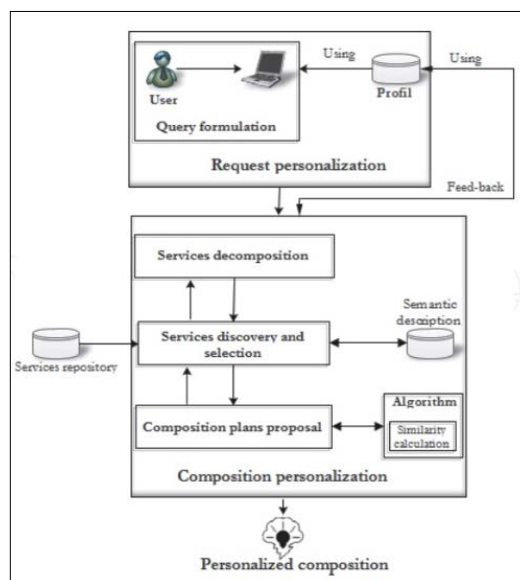 Using
Using
User
Profil
Query formulation
Request personalization
Feed-back
Services decomposition
Semantic
description
Services discovery and
selection
Services repository
Algorithm
Composition plans proposal
Similarity
calculation
Composition personalization
Personalized composition